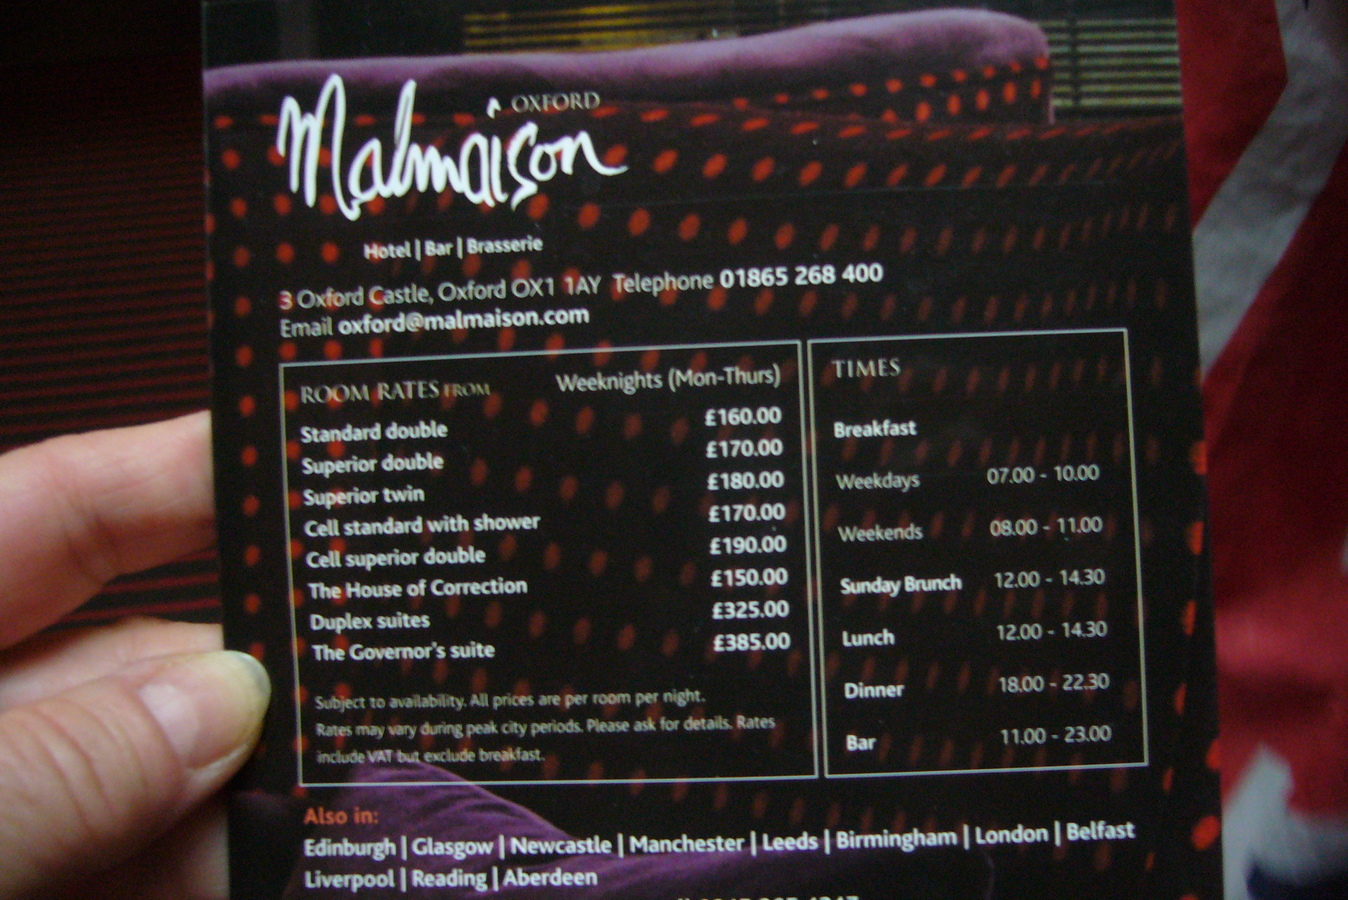 OXFORD
Malmaison
Hotel | Bar | Brasserie
3 Oxford Castle, Oxford OX1 1AY Telephone 01865 268 400
Email oxford@malmaison.com
ROOM RATES FROM Weeknights (Mon-Thurs)
Standard double £160.00
Superior double £170.00
Superior twin £180.00
Cell standard with shower £170.00
Cell superior double £190.00
The House of Correction £150.00
Duplex suites £325.00
The Governor's suite £385.00
Subject to availability. All prices are per room per night.
Rates may vary during peak city periods. Please ask for details. Rates
include VAT but exclude breakfast.
TIMES
Breakfast
Weekdays 07.00 - 10.00
Weekends 08.00 - 11.00
Sunday Brunch 12.00 - 14.30
Lunch 12.00 - 14.30
Dinner 18.00 - 22.30
Bar 11.00 - 23.00
Also in:
Edinburgh | Glasgow | Newcastle | Manchester | Leeds | Birmingham | London | Belfast
Liverpool | Reading | Aberdeen